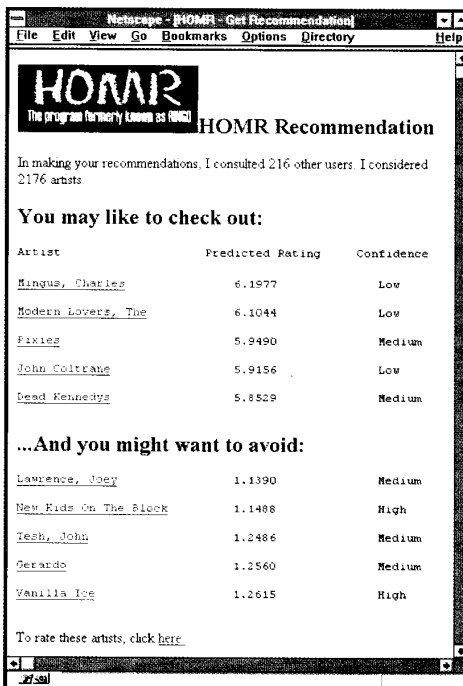 Netscape - [HOMR - Get Recommendation]
File Edit View Go Bookmarks Options Directory Help
HOMR
The program formerly known as RINGO
HOMR Recommendation
In making your recommendations, I consulted 216 other users. I considered
2176 artists.
You may like to check out:
Artist Predicted Rating Confidence
Mingus, Charles 6.1977 Low
Modern Lovers, The 6.1044 Low
Pixies 5.9490 Medium
John Coltrane 5.9156 Low
Dead Kennedys 5.8529 Medium
...And you might want to avoid:
Lawrence, Joey 1.1390 Medium
New Kids On The Block 1.1488 High
Tesh, John 1.2486 Medium
Gerardo 1.2560 Medium
Vanilla Ice 1.2615 High
To rate these artists, click here